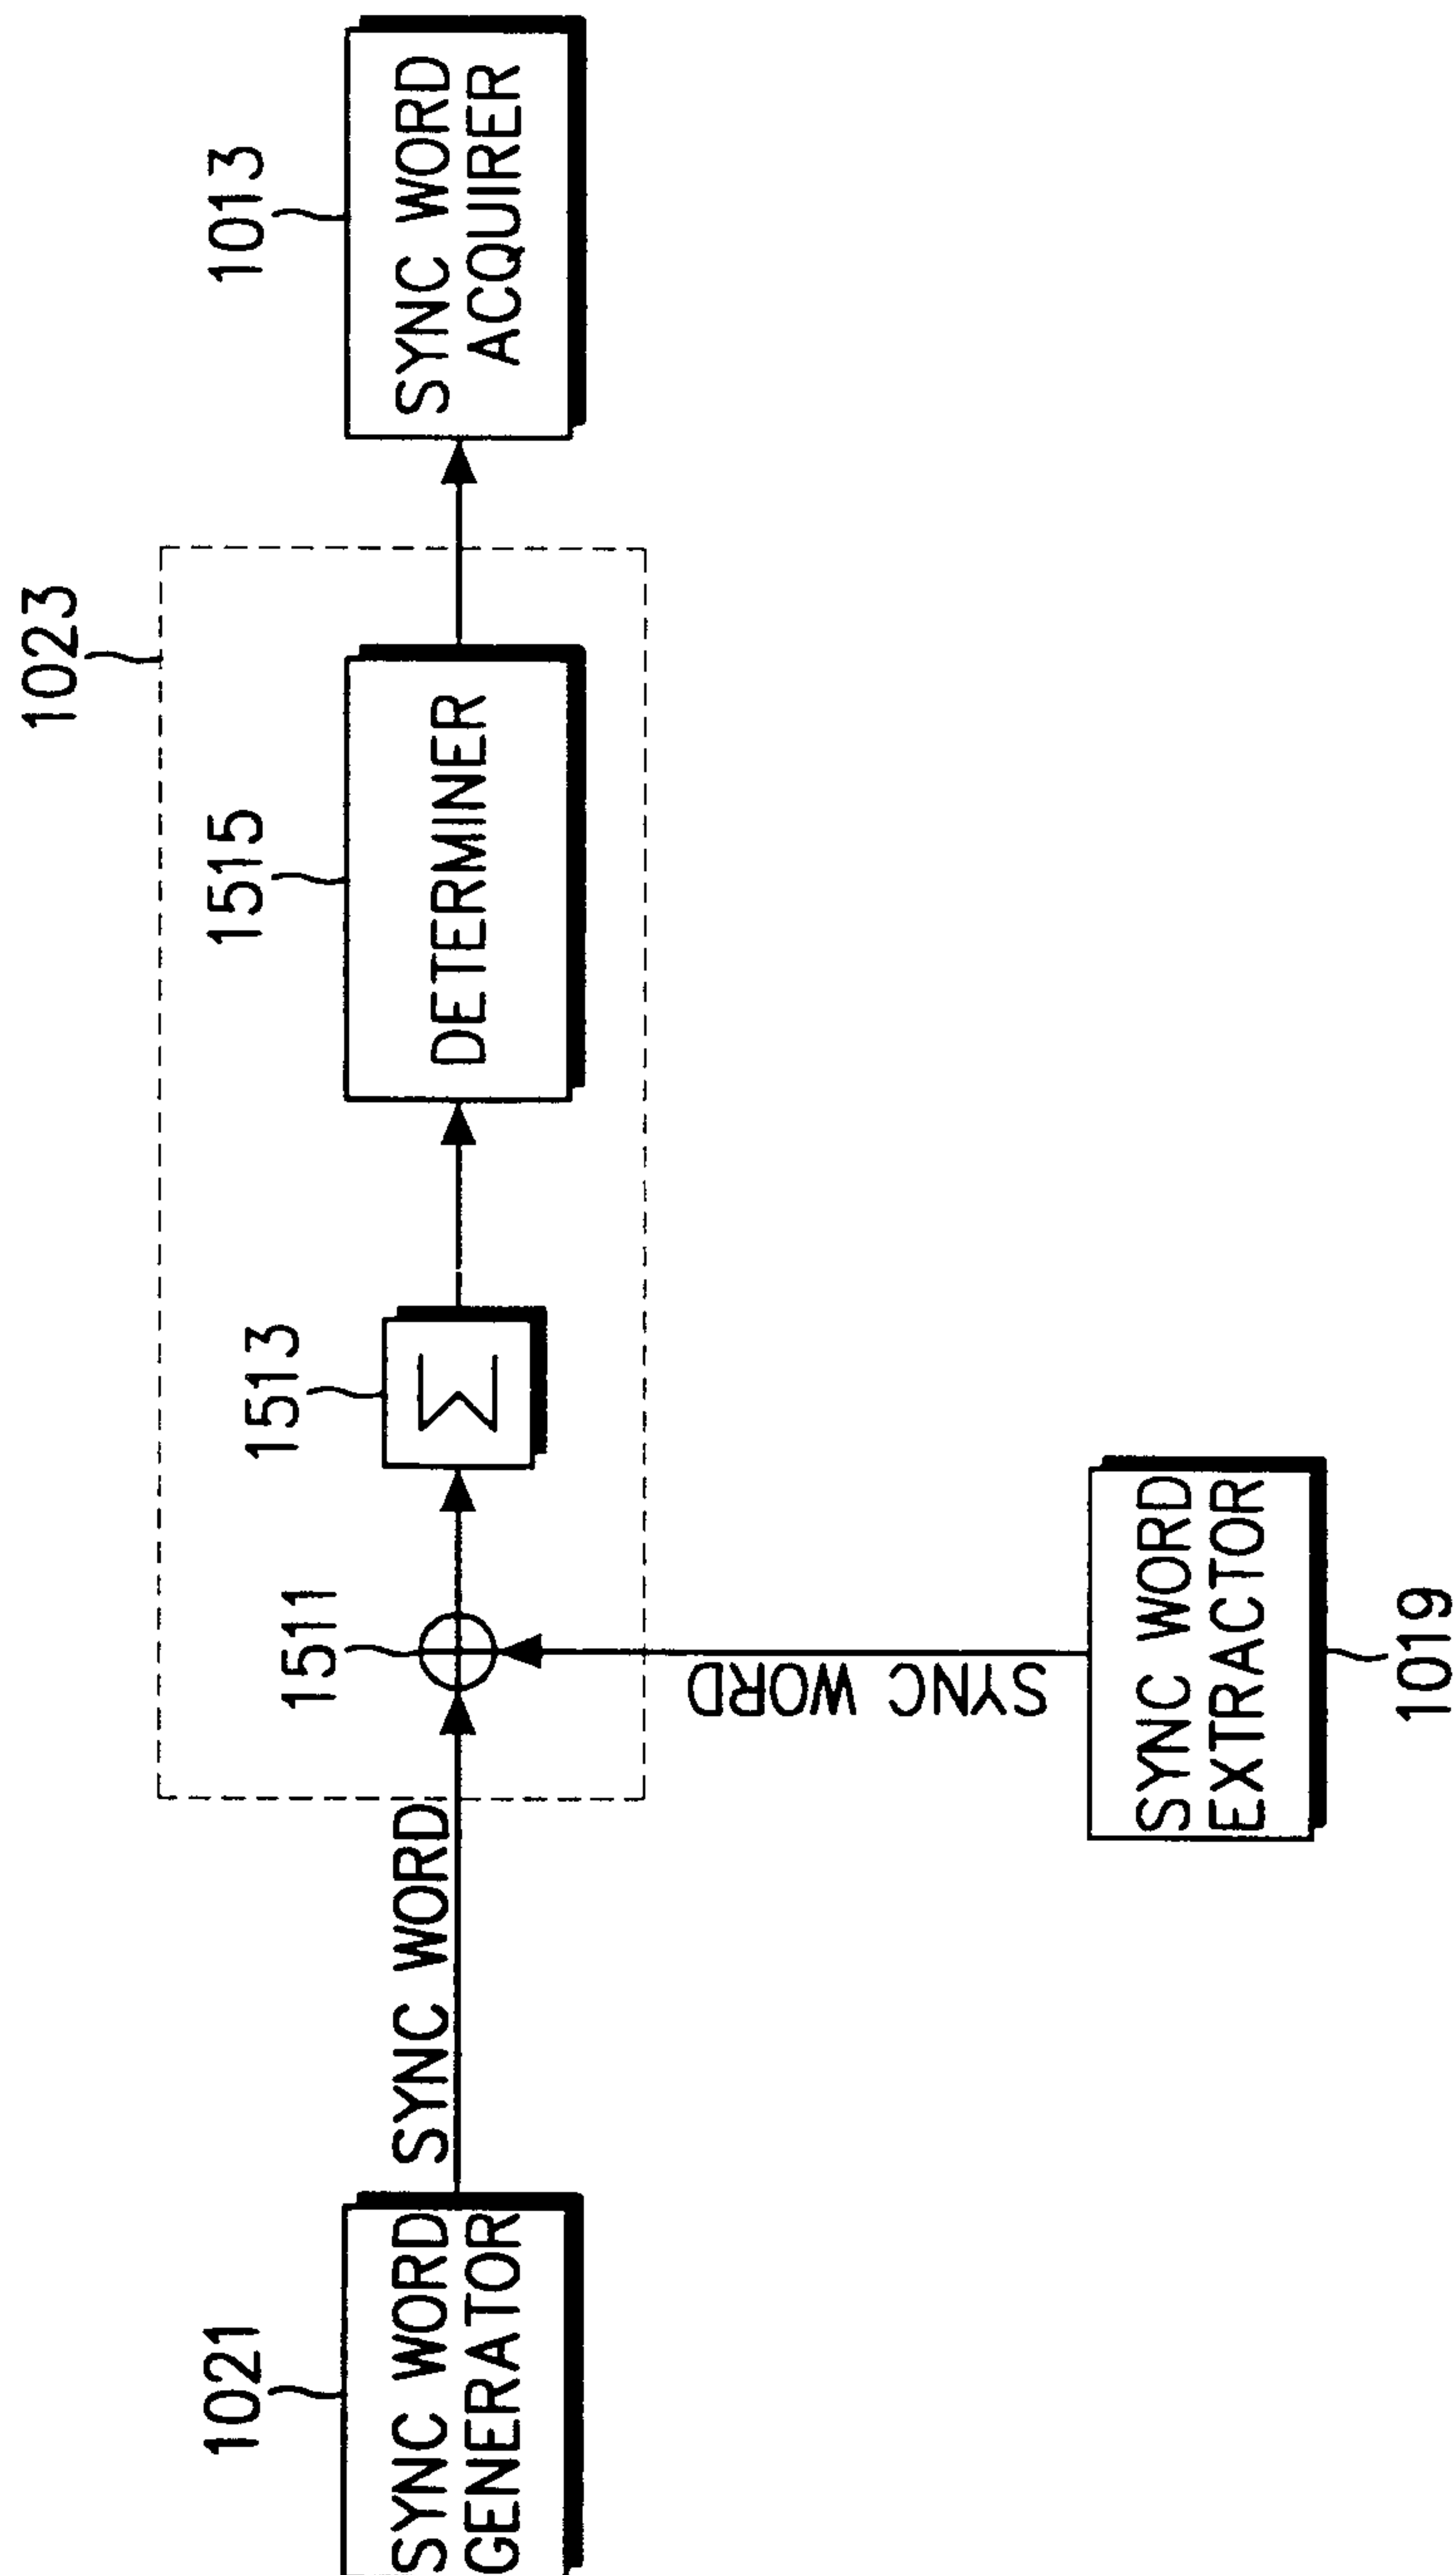 1023
1021
SYNC WORD
GENERATOR
SYNC WORD
1511
1513
Σ
1515
DETERMINER
1013
SYNC WORD
ACQUIRER
SYNC WORD
SYNC WORD
EXTRACTOR
1019